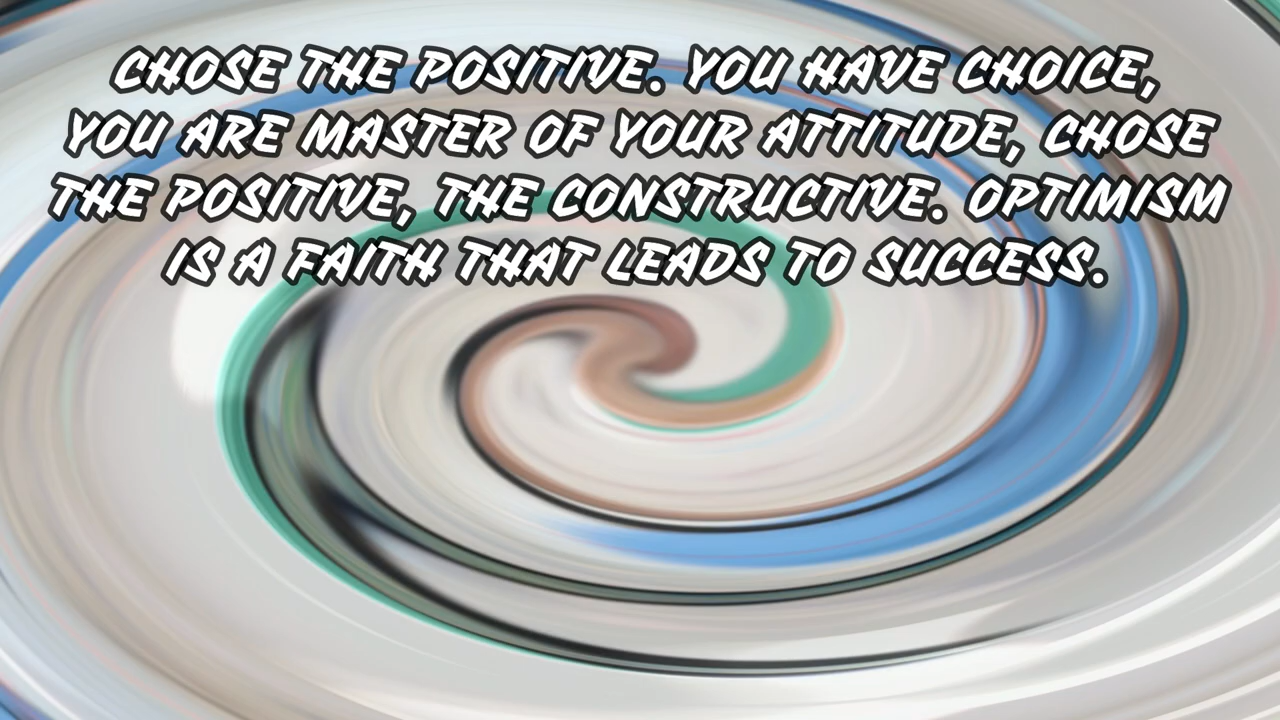 CHOSE THE POSITIVE. YOU HAVE CHOICE,
YOU ARE MASTER OF YOUR ATTITUDE, CHOSE
THE POSITIVE, THE CONSTRUCTIVE. OPTIMISM
IS A FAITH THAT LEADS TO SUCCESS.